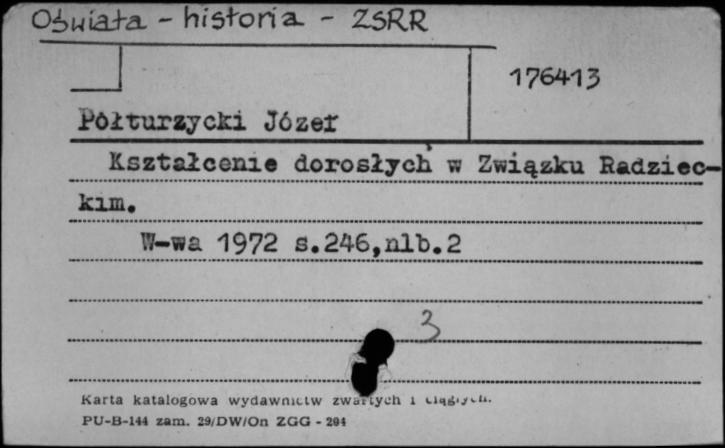 Oświata - historia - ZSRR
176413
Półturzycki Józef
Kształcenie dorosłych w Związku Radziec-
kim.
W-wa 1972 s.246,nlb.2
3
Karta katalogowa wydawnictw zwartych i ciągłych.
PU-B-144 zam. 29/DW/On ZGG - 294